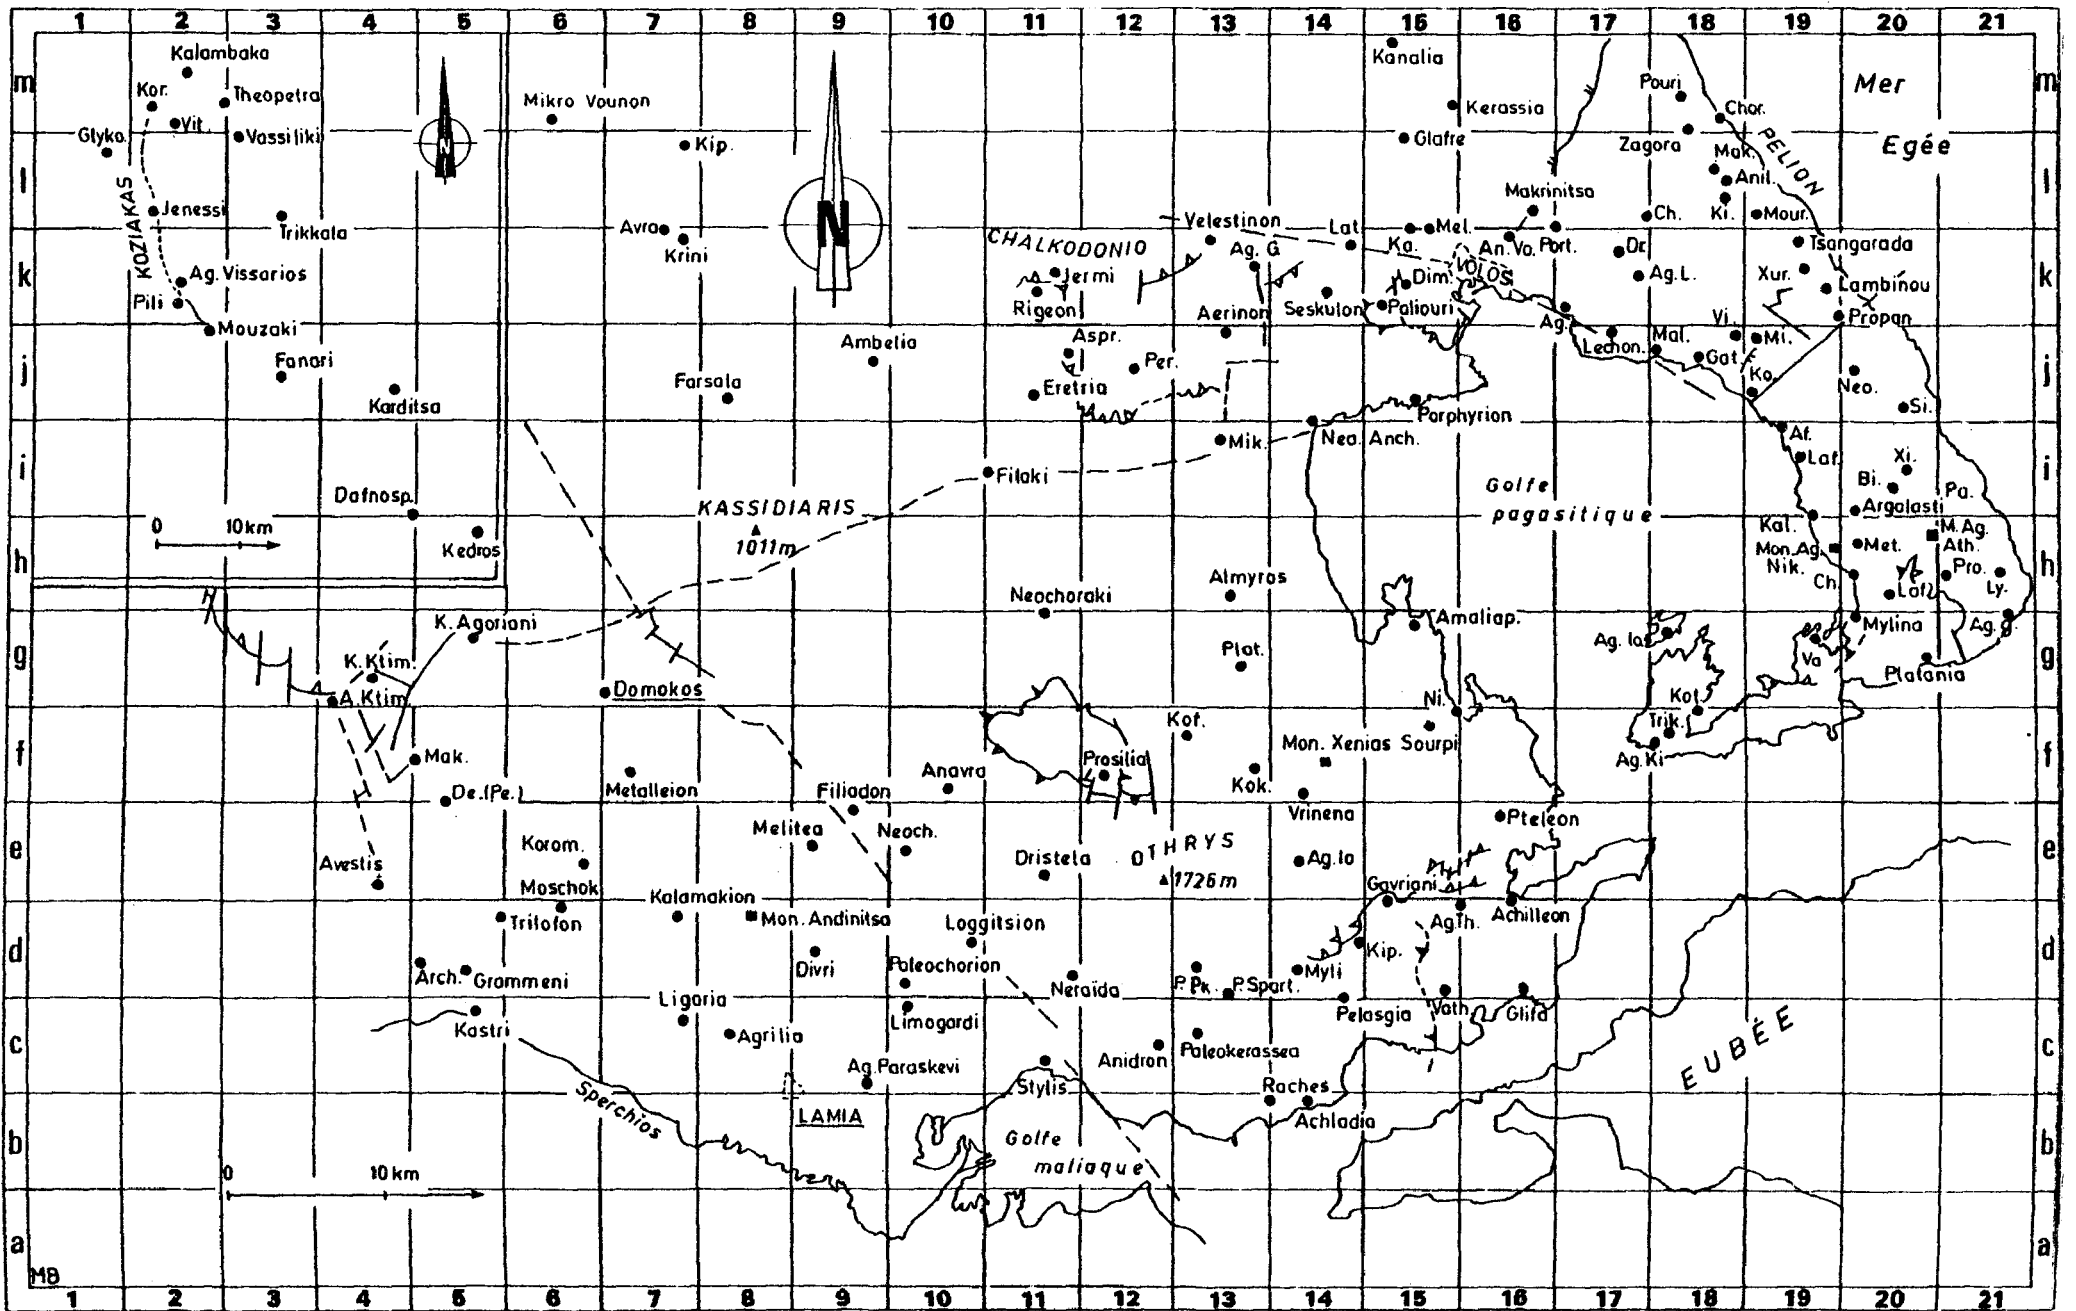 1 2 3 4 5 6 7 8 9 10 11 12 13 14 15 16 17 18 19 20 21
m
Kalambaka
Kor.
Theopetra
Vit.
Vassiliki
Glyko.
Mikro Vounon
Kip.
Kanalia
Kerassia
Glafre
Pouri
Chor.
Zagora
Mak.
PELION
Mer
Egée
m
l
KOZIAKAS
Jenessi
Trikkala
N
Avra
Krini
N
CHALKODONIO
Velestinon
Ag. G.
Lat.
Ka.
Mel.
Makrinitsa
An. Vo.
Port.
Anil.
Ki.
Ch.
Mour.
Dr.
Tsangarada
l
k
Ag. Vissarios
Pili
Mouzaki
Jermi
Rigeon
Aerinon
Seskulon
Dim.
VOLOS
Paliouri
Ag.L.
Xur.
Lambinou
Propan
k
j
Fanari
Karditsa
Farsala
Ambelia
Aspr.
Per.
Eretria
Ag.
Lechon.
Mal.
Vi.
Mi.
Gat.
Ko.
Neo.
Si.
Porphyrion
j
i
Mik.
Nea. Anch.
Filaki
Af.
Laf.
Xi.
Bi.
Pa.
Dafnosp.
0 10 km
Kedros
KASSIDIARIS
1011m
Golfe
pagasitique
Argalasti
i
h
Kal.
M.Ag.
Ath.
Mon. Ag.
Nik.
Met.
Ch.
Pro.
Laf2
Ly.
Neochoraki
Almyros
h
g
K. Agoriani
K. Ktim.
A. Ktim
Domokos
Plat.
Amaliap.
Ag. Ias
Mylina
Ag.g.
Va
Platania
g
f
Mak.
De.(Pe.)
Metalleion
Filiadon
Anavra
Prosilia
Kof.
Kok.
Mon. Xenias
Sourpi
Ni.
Vrinena
Kot.
Trik.
Ag. Ki
f
e
Avestis
Korom.
Moschok
Melitea
Neoch.
Dristela
OTHRYS
1726m
Ag. Io
Pteleon
Gavriani
e
d
Trilofon
Kalamakion
Mon. Andinitsa
Loggitsion
Ag.Th.
Achilleon
Arch.
Grammeni
Divri
Paleochorion
Neraïda
P. Pk.
P. Spart.
Myli
Kip.
d
c
Kastri
Ligaria
Agrilia
Limogardi
Ag. Paraskevi
Stylis
Anidron
Paleokerassea
Pelasgia
Vath.
Glifa
EUBÉE
c
b
Sperchios
LAMIA
Golfe
maliaque
Raches
Achladia
b
0 10 km
a
a
MB
1 2 3 4 5 6 7 8 9 10 11 12 13 14 15 16 17 18 19 20 21